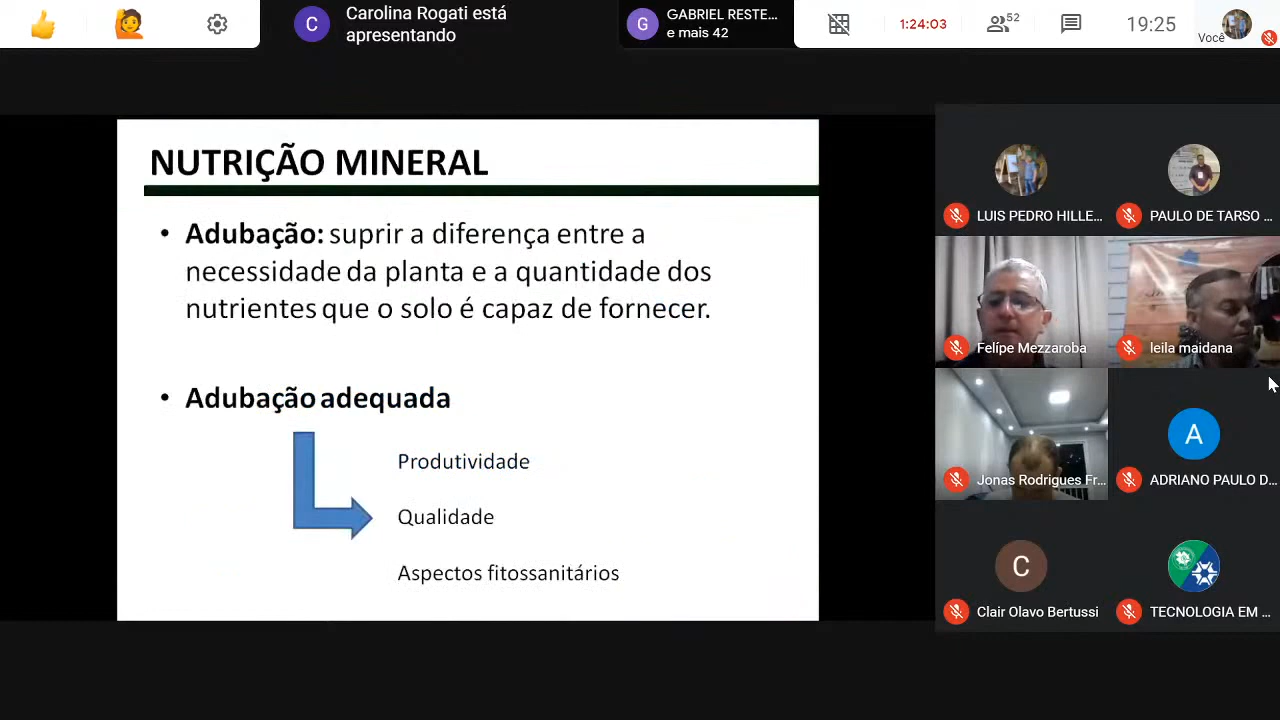 Carolina Rogati está
apresentando
C
G
GABRIEL RESTE...
e mais 42
1:24:03
52
19:25
Você
NUTRIÇÃO MINERAL
• Adubação: suprir a diferença entre a
necessidade da planta e a quantidade dos
nutrientes que o solo é capaz de fornecer.
• Adubação adequada
Produtividade
Qualidade
Aspectos fitossanitários
LUIS PEDRO HILLE...
PAULO DE TARSO ...
Felípe Mezzaroba
leila maidana
Jonas Rodrigues Fr...
A
ADRIANO PAULO D...
C
Clair Olavo Bertussi
TECNOLOGIA EM ...